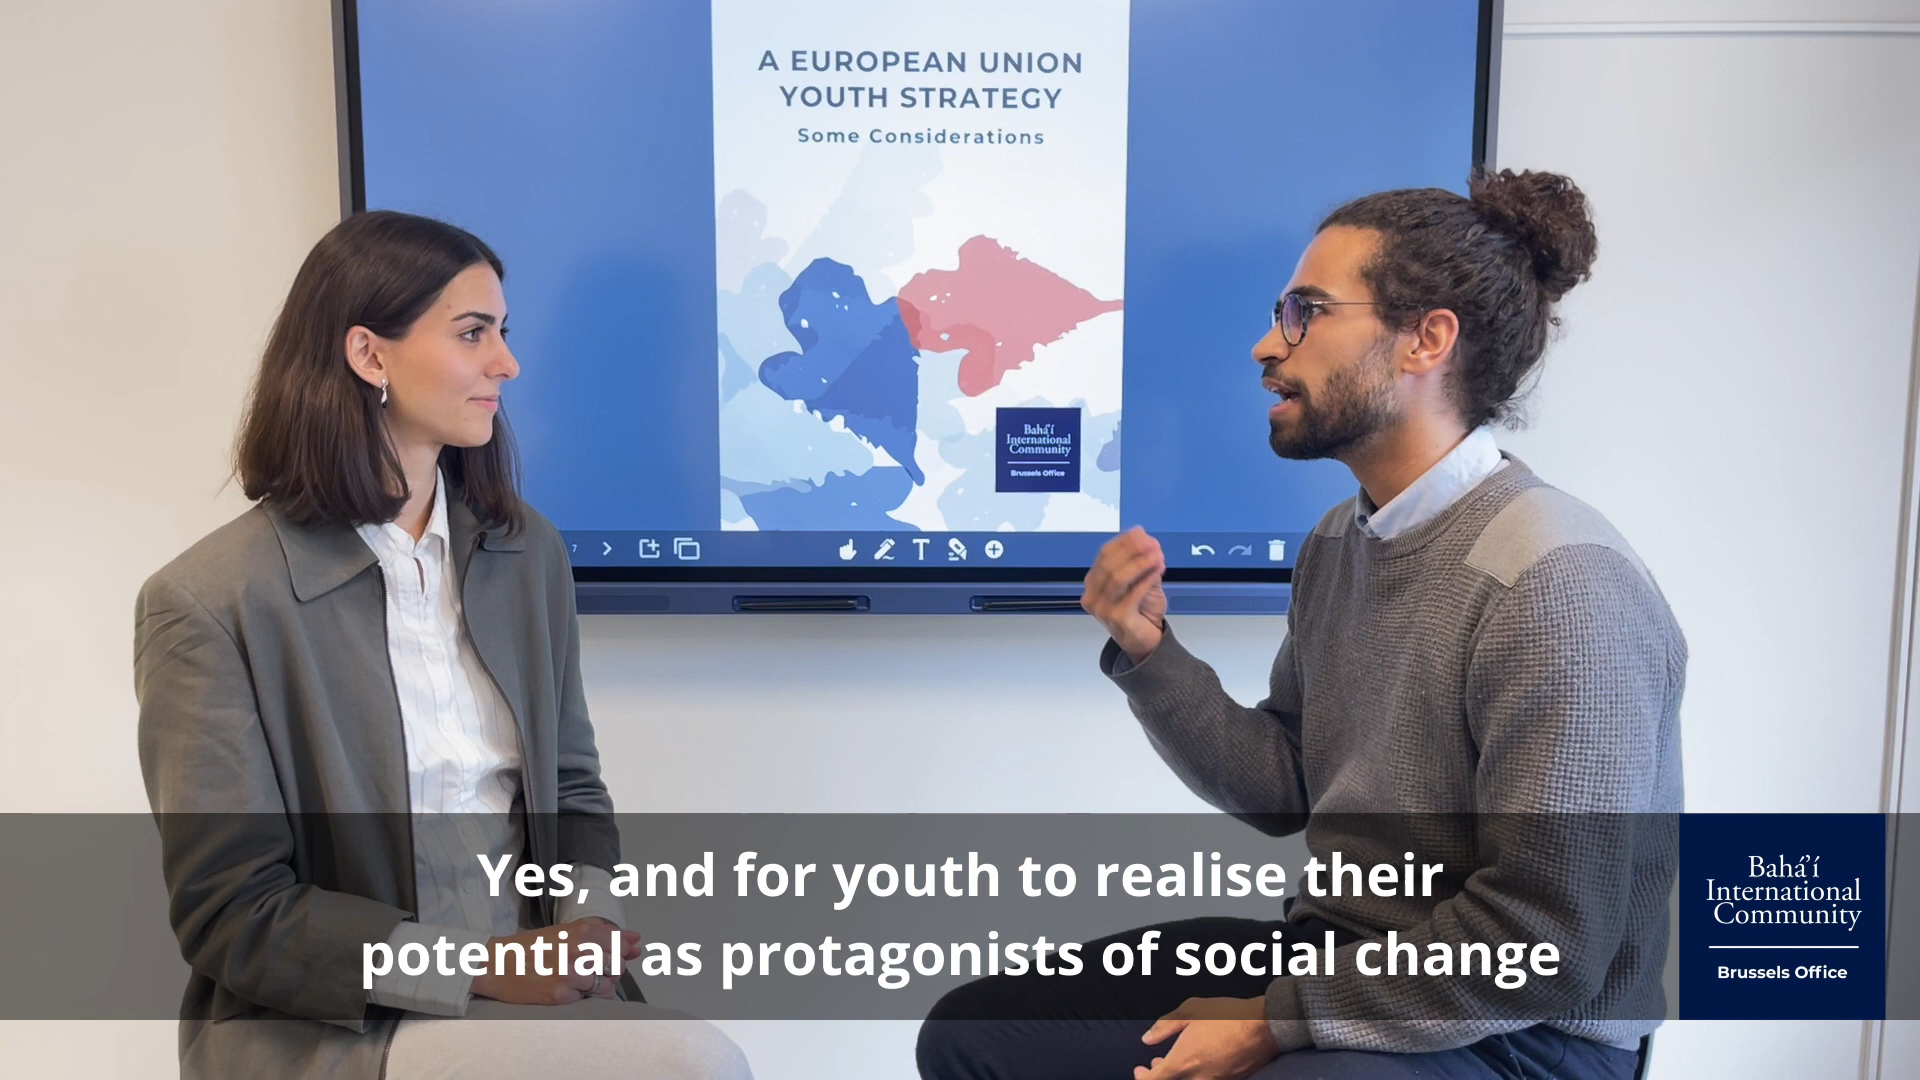 A EUROPEAN UNION
YOUTH STRATEGY
Some Considerations
Bahá'í
International
Community
Brussels Office
7
T
Yes, and for youth to realise their
potential as protagonists of social change
Bahá'í
International
Community
Brussels Office